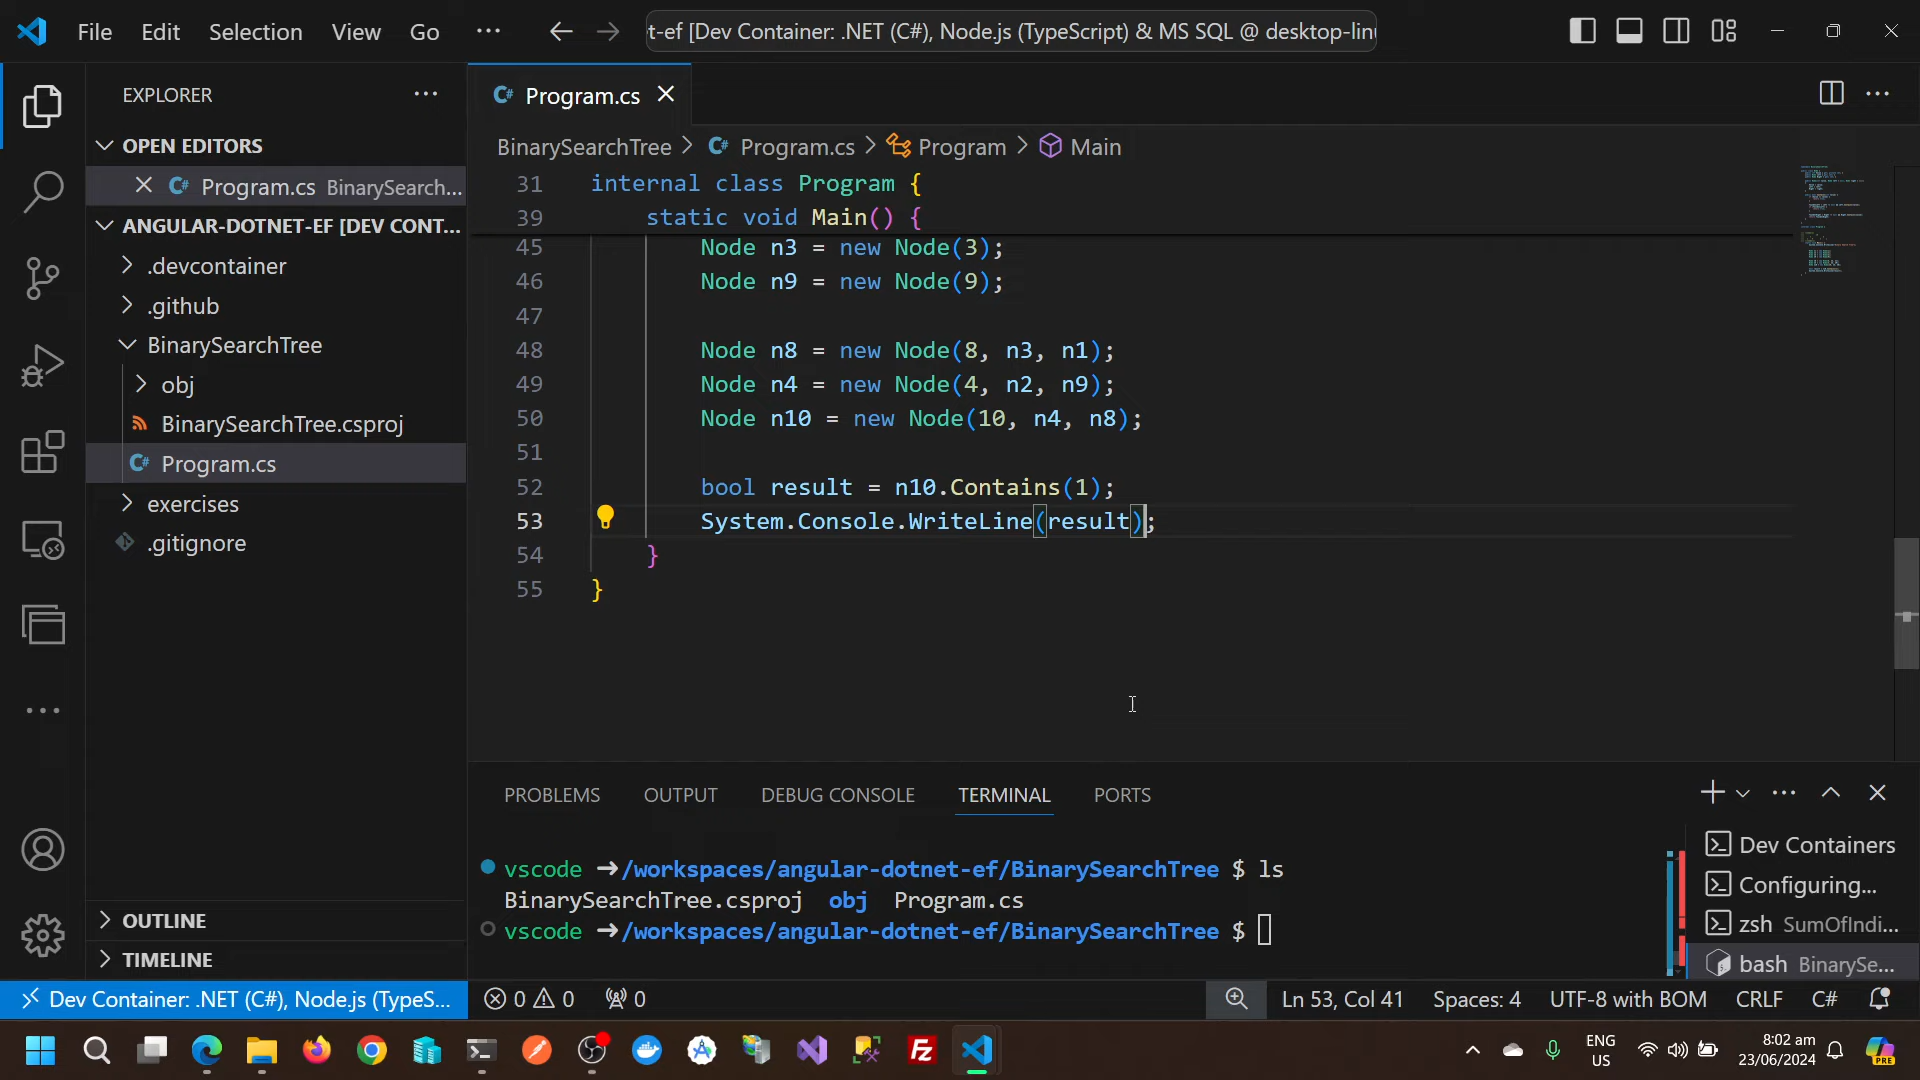 File Edit Selection View Go ···
t-ef [Dev Container: .NET (C#), Node.js (TypeScript) & MS SQL @ desktop-linu
EXPLORER
OPEN EDITORS
Program.cs BinarySearch...
ANGULAR-DOTNET-EF [DEV CONT...
.devcontainer
.github
BinarySearchTree
obj
BinarySearchTree.csproj
C# Program.cs
exercises
.gitignore
OUTLINE
TIMELINE
C# Program.cs
BinarySearchTree > C# Program.cs > Program > Main
31 internal class Program {
39 static void Main() {
45 Node n3 = new Node(3);
46 Node n9 = new Node(9);
47
48 Node n8 = new Node(8, n3, n1);
49 Node n4 = new Node(4, n2, n9);
50 Node n10 = new Node(10, n4, n8);
51
52 bool result = n10.Contains(1);
53 System.Console.WriteLine(result);
54 }
55 }
PROBLEMS OUTPUT DEBUG CONSOLE TERMINAL PORTS
vscode ➜/workspaces/angular-dotnet-ef/BinarySearchTree $ ls
BinarySearchTree.csproj obj Program.cs
vscode ➜/workspaces/angular-dotnet-ef/BinarySearchTree $
Dev Containers
Configuring...
zsh SumOfIndi...
bash BinarySe...
Dev Container: .NET (C#), Node.js (TypeS... 0 0 0 Ln 53, Col 41 Spaces: 4 UTF-8 with BOM CRLF C#
ENG
US
8:02 am
23/06/2024
PRE